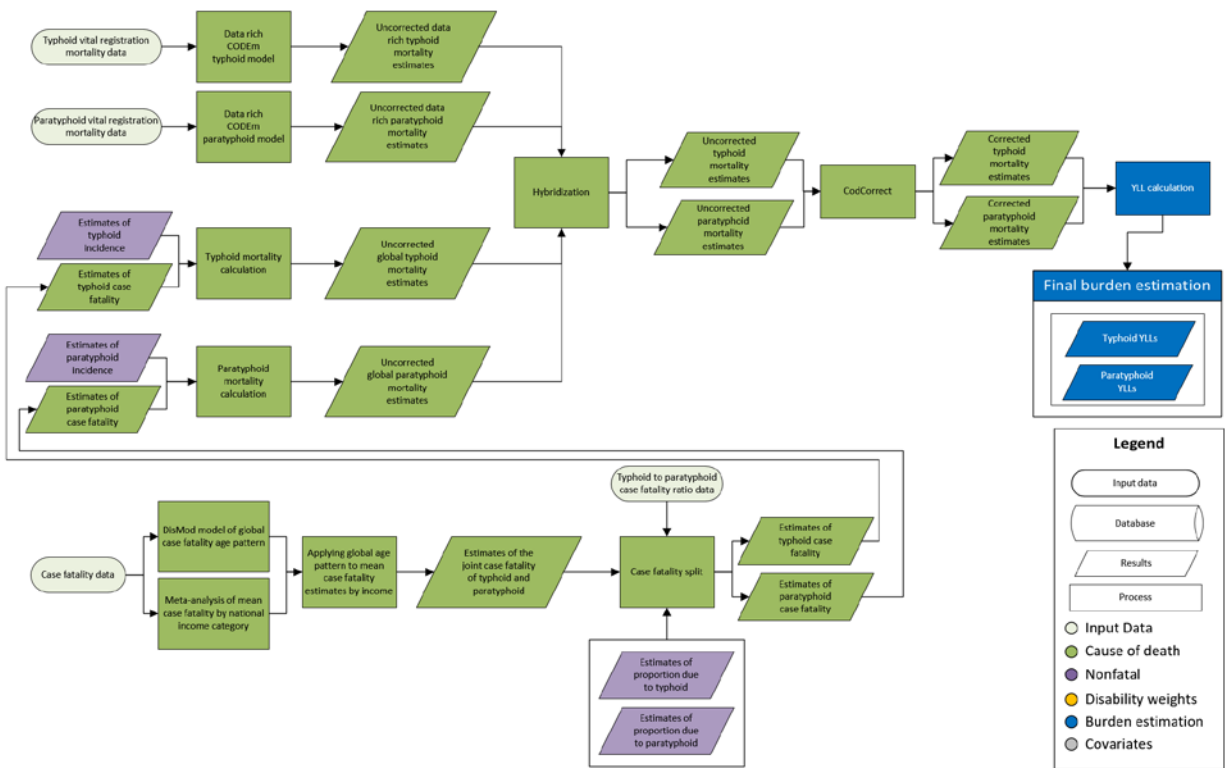 Typhoid vital registration
mortality data
Data rich
CODEm
typhoid model
Uncorrected data
rich typhoid
mortality
estimates
Paratyphoid vital registration
mortality data
Data rich
CODEm
paratyphoid model
Uncorrected data
rich paratyphoid
mortality
estimates
Hybridization
Uncorrected
typhoid
mortality
estimates
Uncorrected
paratyphoid
mortality
estimates
CodCorrect
Corrected
typhoid
mortality
estimates
Corrected
paratyphoid
mortality
estimates
YLL calculation
Estimates of
typhoid
incidence
Estimates of
typhoid case
fatality
Typhoid mortality
calculation
Uncorrected
global typhoid
mortality
estimates
Estimates of
paratyphoid
incidence
Estimates of
paratyphoid case
fatality
Paratyphoid
mortality
calculation
Uncorrected
global paratyphoid
mortality
estimates
Final burden estimation
Typhoid YLLs
Paratyphoid
YLLs
Case fatality data
DisMod model of global
case fatality age pattern
Meta-analysis of mean
case fatality by national
income category
Applying global age
pattern to mean
case fatality
estimates by income
Estimates of the
joint case fatality
of typhoid and
paratyphoid
Typhoid to paratyphoid
case fatality ratio data
Case fatality split
Estimates of
typhoid case
fatality
Estimates of
paratyphoid case
fatality
Estimates of
proportion due
to typhoid
Estimates of
proportion due
to paratyphoid
Legend
Input data
Database
Results
Process
Input Data
Cause of death
Nonfatal
Disability weights
Burden estimation
Covariates